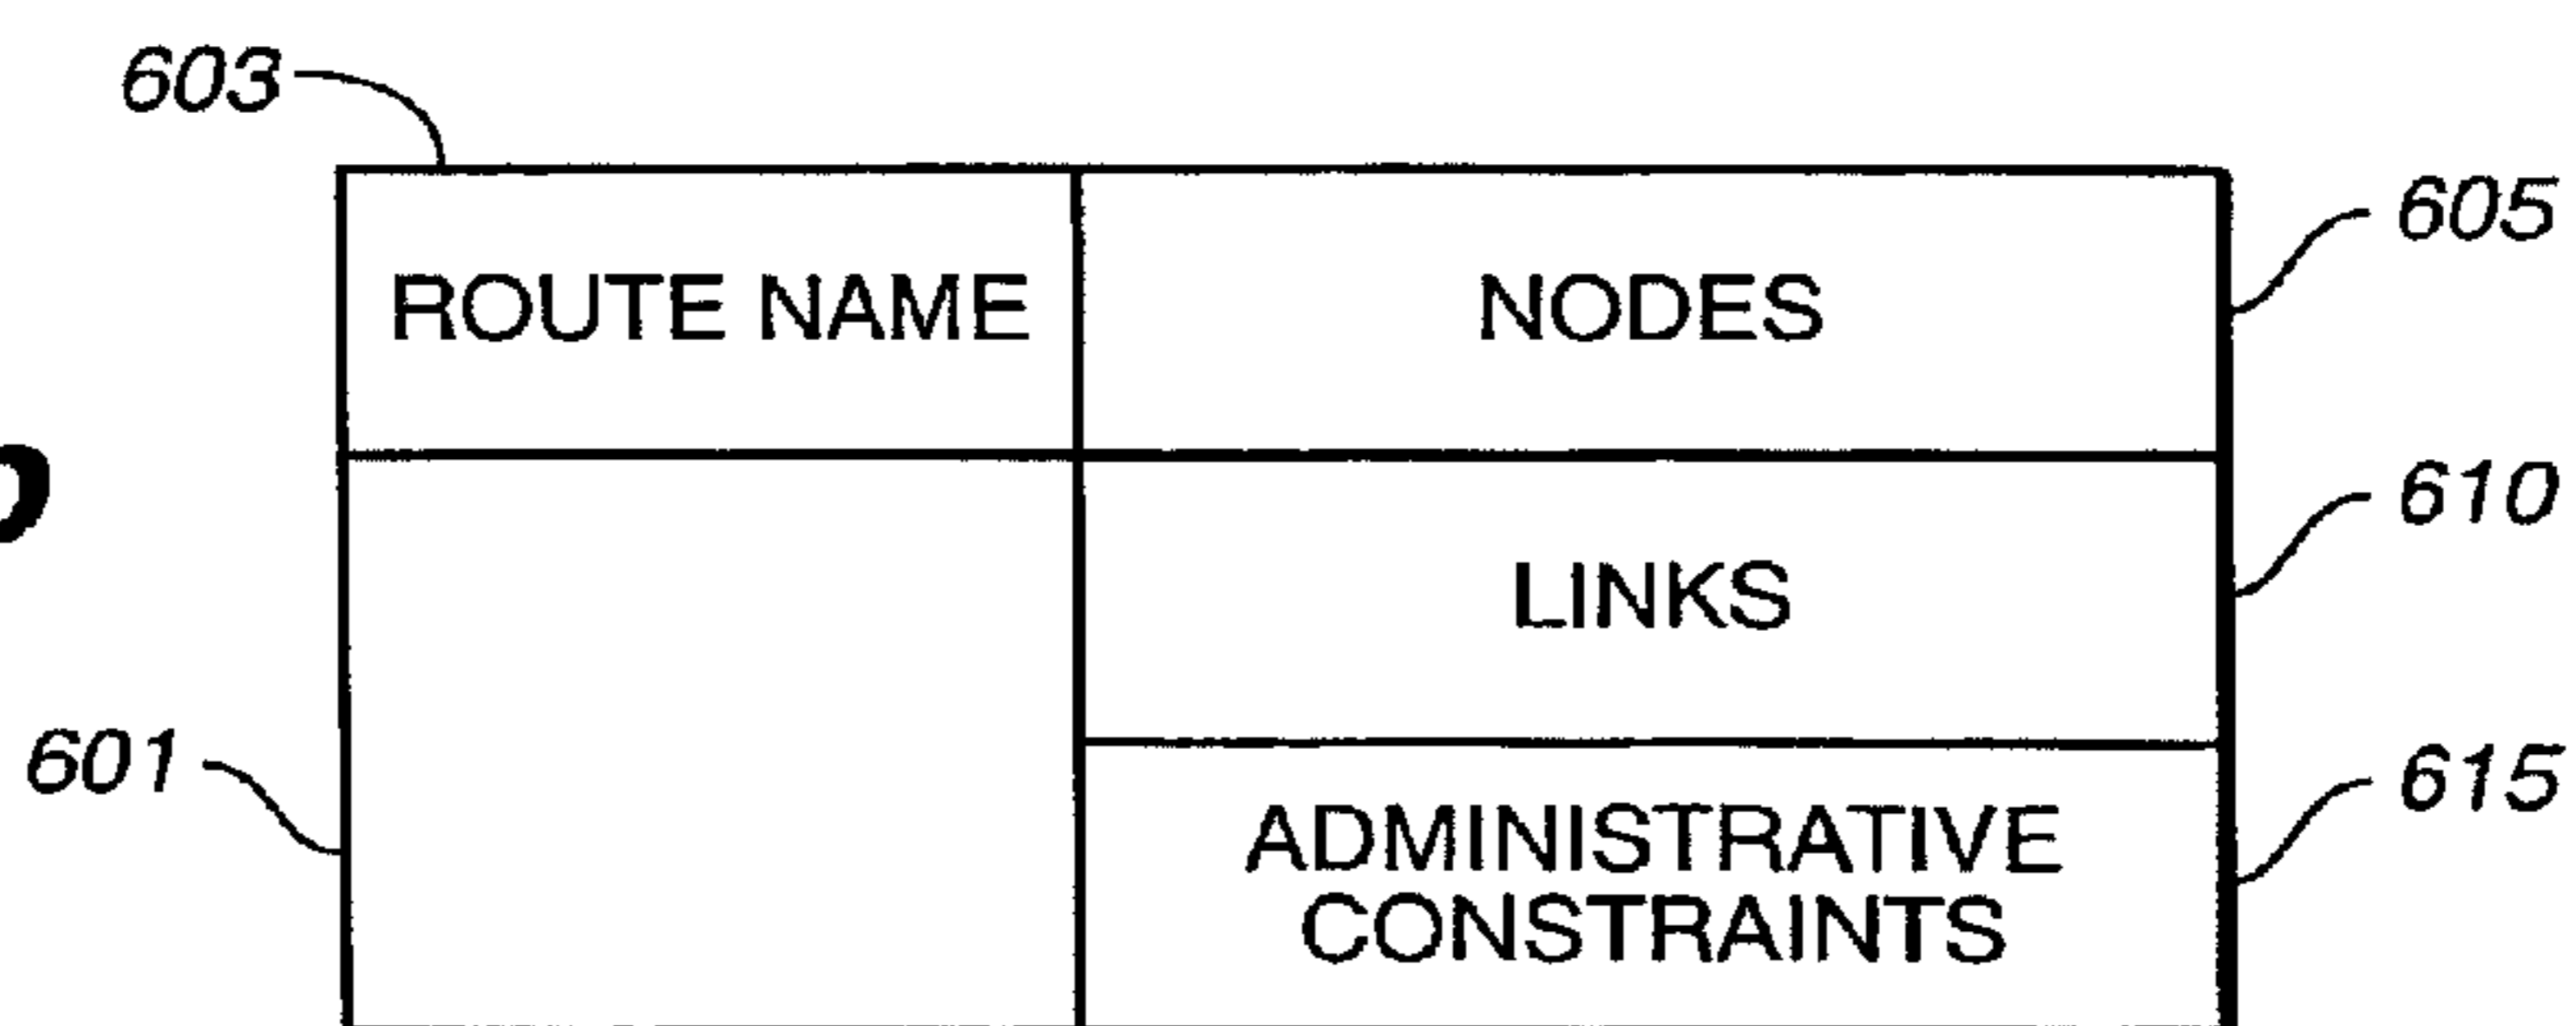 603
ROUTE NAME
NODES
605
LINKS
610
601
ADMINISTRATIVE
CONSTRAINTS
615